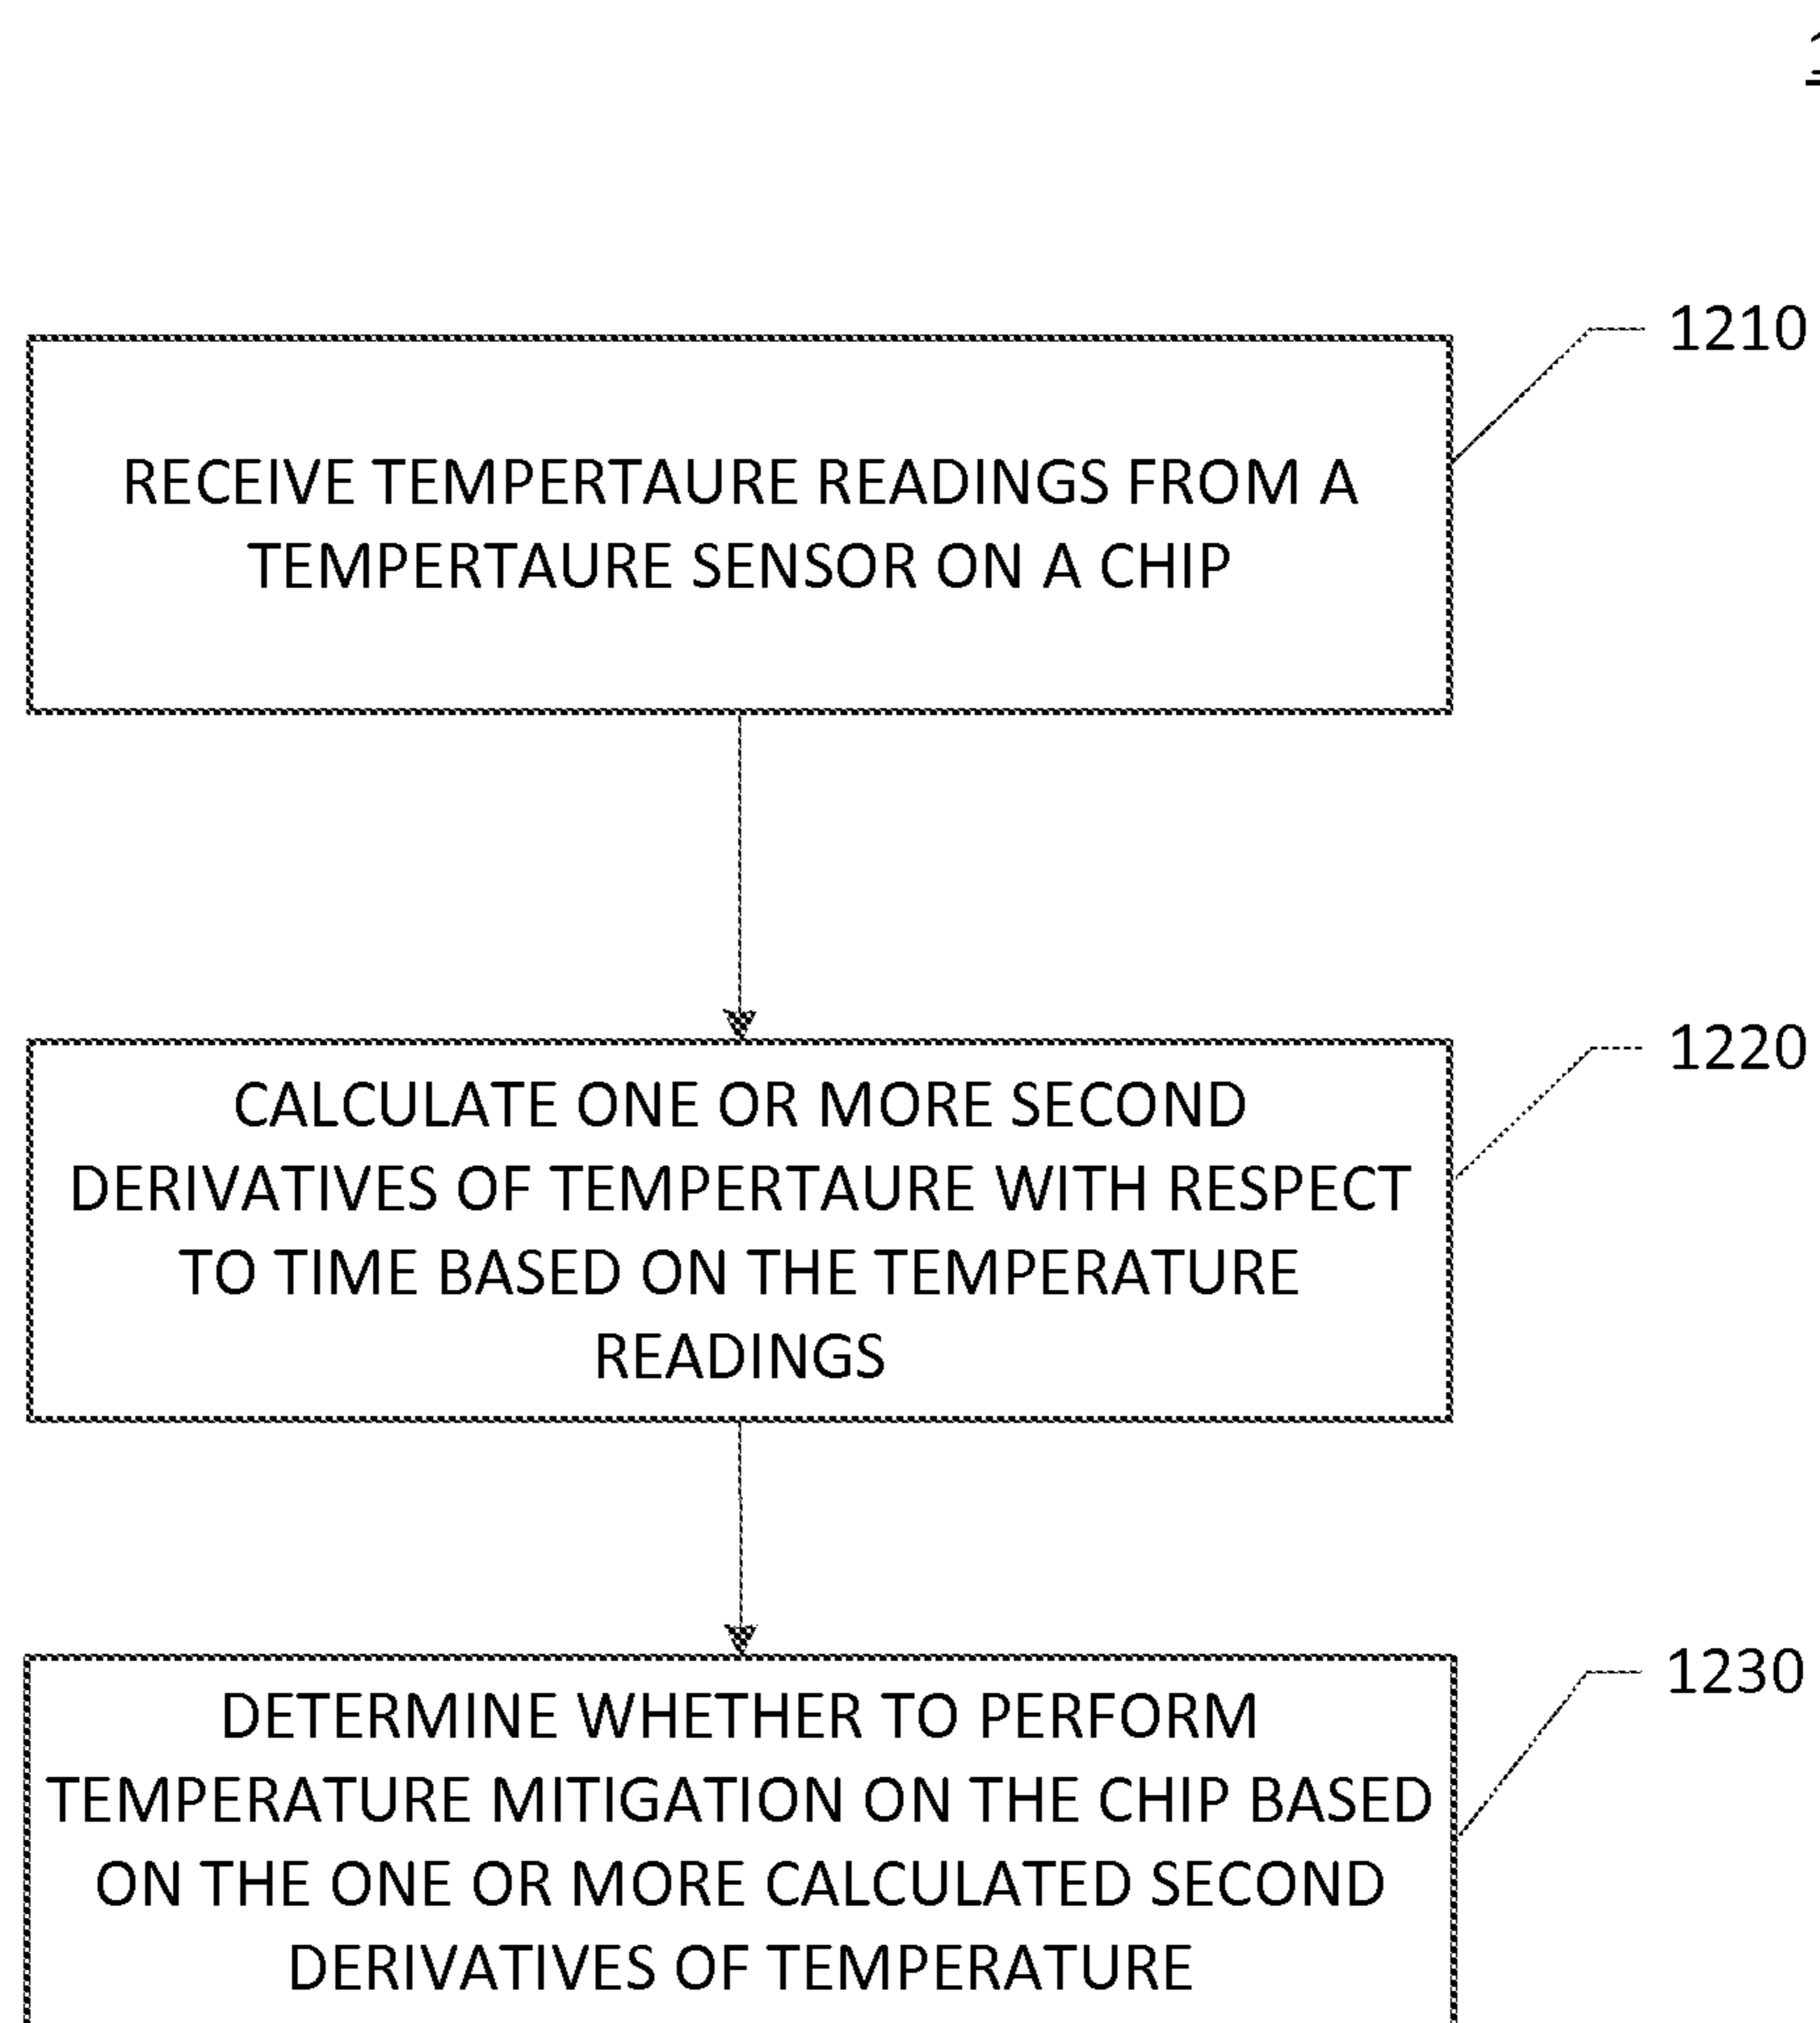 1210
RECEIVE TEMPERTAURE READINGS FROM A
TEMPERTAURE SENSOR ON A CHIP
1220
CALCULATE ONE OR MORE SECOND
DERIVATIVES OF TEMPERTAURE WITH RESPECT
TO TIME BASED ON THE TEMPERATURE
READINGS
1230
DETERMINE WHETHER TO PERFORM
TEMPERATURE MITIGATION ON THE CHIP BASED
ON THE ONE OR MORE CALCULATED SECOND
DERIVATIVES OF TEMPERATURE